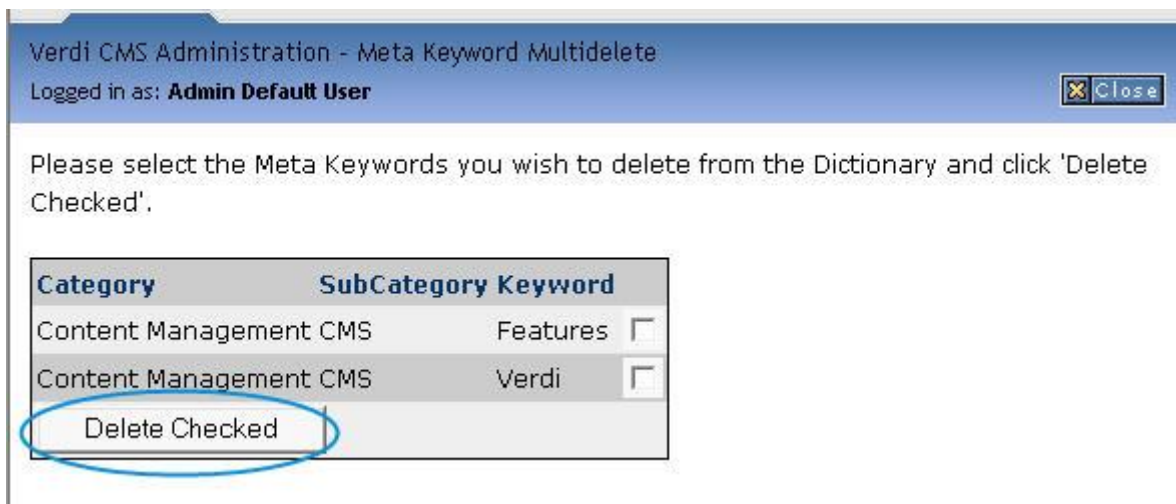 Verdi CMS Administration - Meta Keyword Multidelete
Logged in as: Admin Default User
Close
Please select the Meta Keywords you wish to delete from the Dictionary and click 'Delete
Checked'.
Category SubCategory Keyword
Content Management CMS Features
Content Management CMS Verdi
Delete Checked